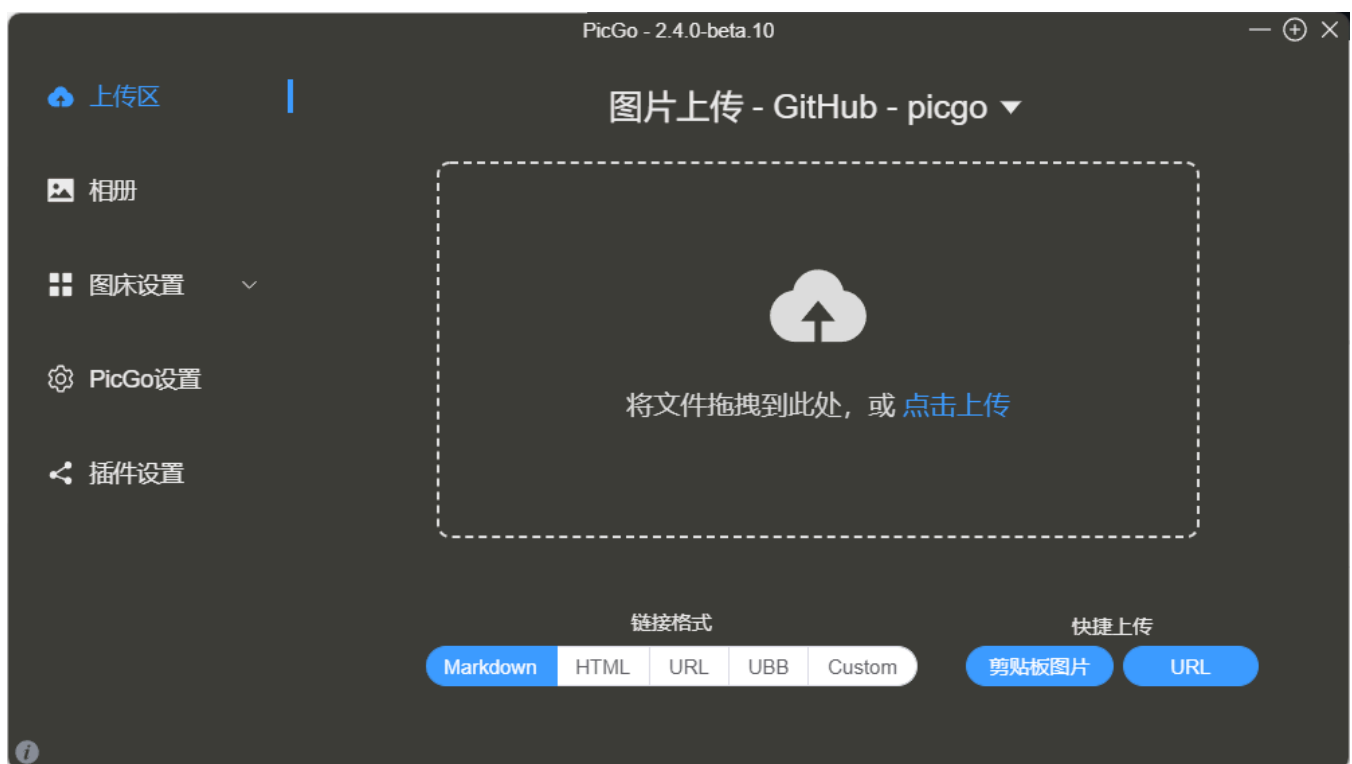 PicGo - 2.4.0-beta.10
上传区
相册
图床设置
PicGo设置
插件设置
图片上传 - GitHub - picgo
将文件拖拽到此处，或 点击上传
链接格式
Markdown HTML URL UBB Custom
快捷上传
剪贴板图片 URL